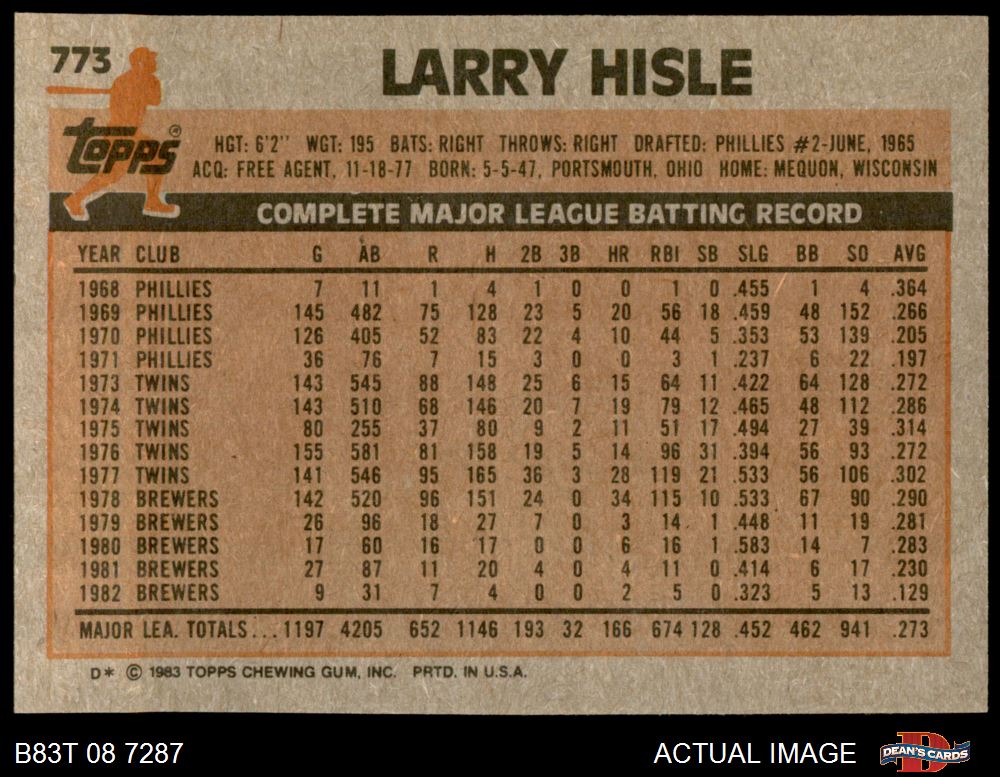 773
LARRY HISLE
Topps®
HGT: 6'2'' WGT: 195 BATS: RIGHT THROWS: RIGHT DRAFTED: PHILLIES #2-JUNE, 1965
ACQ: FREE AGENT, 11-18-77 BORN: 5-5-47, PORTSMOUTH, OHIO HOME: MEQUON, WISCONSIN
COMPLETE MAJOR LEAGUE BATTING RECORD
YEAR CLUB G AB R H 2B 3B HR RBI SB SLG BB SO AVG
1968 PHILLIES 7 11 1 4 1 0 0 1 0 .455 1 4 .364
1969 PHILLIES 145 482 75 128 23 5 20 56 18 .459 48 152 .266
1970 PHILLIES 126 405 52 83 22 4 10 44 5 .353 53 139 .205
1971 PHILLIES 36 76 7 15 3 0 0 3 1 .237 6 22 .197
1973 TWINS 143 545 88 148 25 6 15 64 11 .422 64 128 .272
1974 TWINS 143 510 68 146 20 7 19 79 12 .465 48 112 .286
1975 TWINS 80 255 37 80 9 2 11 51 17 .494 27 39 .314
1976 TWINS 155 581 81 158 19 5 14 96 31 .394 56 93 .272
1977 TWINS 141 546 95 165 36 3 28 119 21 .533 56 106 .302
1978 BREWERS 142 520 96 151 24 0 34 115 10 .533 67 90 .290
1979 BREWERS 26 96 18 27 7 0 3 14 1 .448 11 19 .281
1980 BREWERS 17 60 16 17 0 0 6 16 1 .583 14 7 .283
1981 BREWERS 27 87 11 20 4 0 4 11 0 .414 6 17 .230
1982 BREWERS 9 31 7 4 0 0 2 5 0 .323 5 13 .129
MAJOR LEA. TOTALS... 1197 4205 652 1146 193 32 166 674 128 .452 462 941 .273
D* © 1983 TOPPS CHEWING GUM, INC. PRTD. IN U.S.A.
B83T 08 7287
ACTUAL IMAGE
DEAN'S CARDS